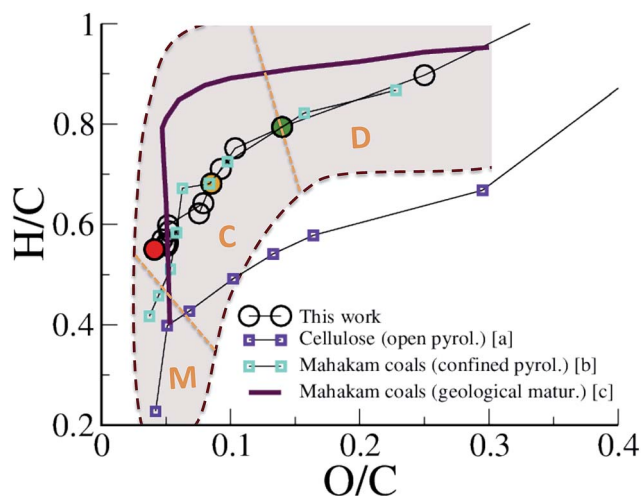 1
0.8
0.6
0.4
0.2
H/C
D
C
M
This work
Cellulose (open pyrol.) [a]
Mahakam coals (confined pyrol.) [b]
Mahakam coals (geological matur.) [c]
0 0.1 0.2 0.3 0.4
O/C